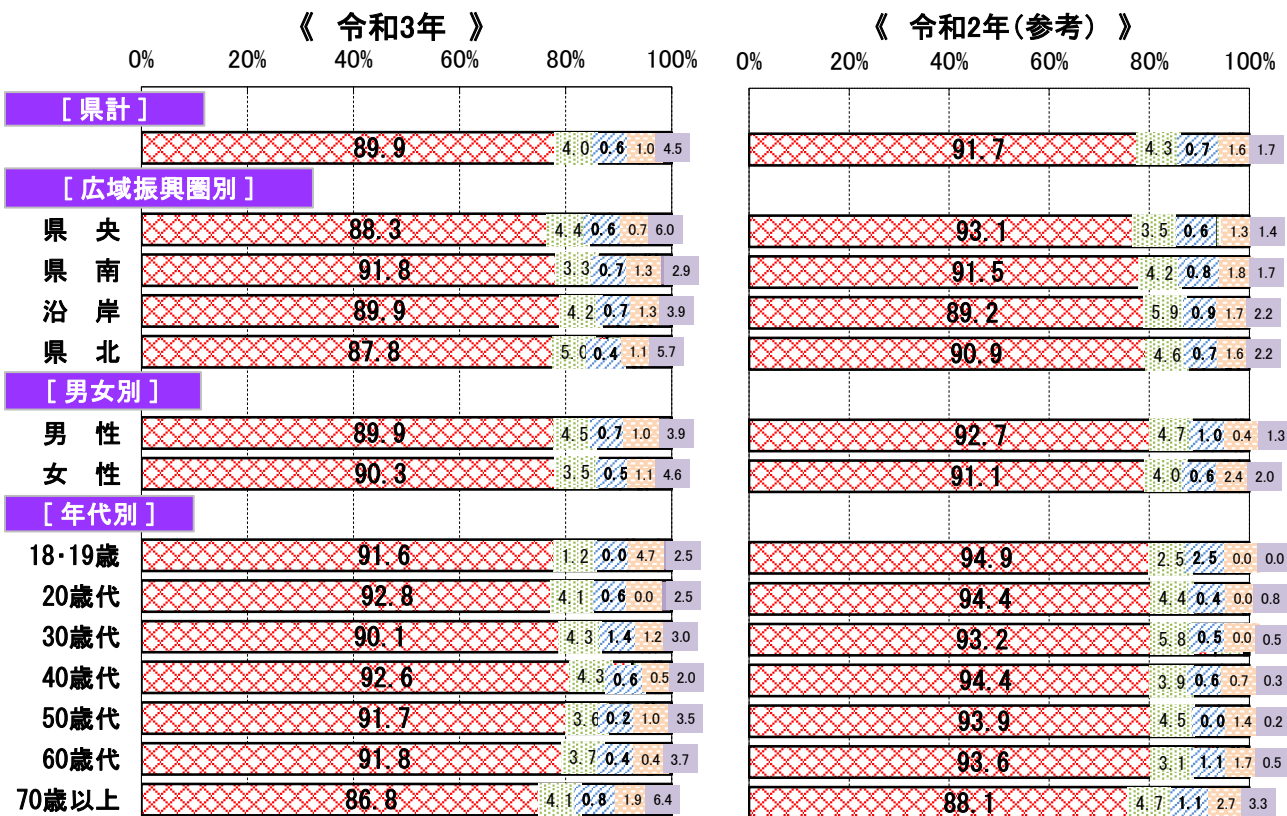 《 令和3年 》 《 令和2年(参考) 》
0% 20% 40% 60% 80% 100% 0% 20% 40% 60% 80% 100%
[ 県計 ]
89.9 4.0 0.6 1.0 4.5 91.7 4.3 0.7 1.6 1.7
[ 広域振興圏別 ]
県 央 88.3 4.4 0.6 0.7 6.0 93.1 3.5 0.6 1.3 1.4
県 南 91.8 3.3 0.7 1.3 2.9 91.5 4.2 0.8 1.8 1.7
沿 岸 89.9 4.2 0.7 1.3 3.9 89.2 5.9 0.9 1.7 2.2
県 北 87.8 5.0 0.4 1.1 5.7 90.9 4.6 0.7 1.6 2.2
[ 男女別 ]
男 性 89.9 4.5 0.7 1.0 3.9 92.7 4.7 1.0 0.4 1.3
女 性 90.3 3.5 0.5 1.1 4.6 91.1 4.0 0.6 2.4 2.0
[ 年代別 ]
18・19歳 91.6 1.2 0.0 4.7 2.5 94.9 2.5 2.5 0.0 0.0
20歳代 92.8 4.1 0.6 0.0 2.5 94.4 4.4 0.4 0.0 0.8
30歳代 90.1 4.3 1.4 1.2 3.0 93.2 5.8 0.5 0.0 0.5
40歳代 92.6 4.3 0.6 0.5 2.0 94.4 3.9 0.6 0.7 0.3
50歳代 91.7 3.6 0.2 1.0 3.5 93.9 4.5 0.0 1.4 0.2
60歳代 91.8 3.7 0.4 0.4 3.7 93.6 3.1 1.1 1.7 0.5
70歳以上 86.8 4.1 0.8 1.9 6.4 88.1 4.7 1.1 2.7 3.3